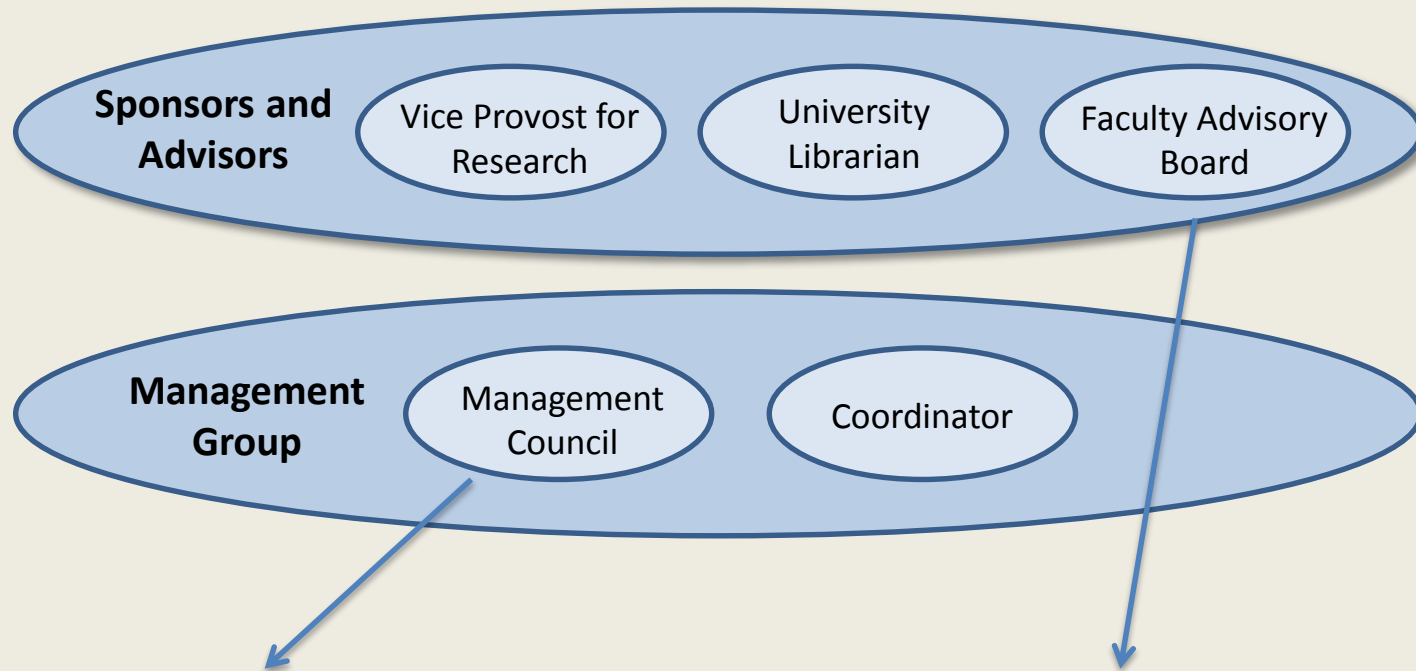 Sponsors and
Advisors
Vice Provost for
Research
University
Librarian
Faculty Advisory
Board
Management
Group
Management
Council
Coordinator